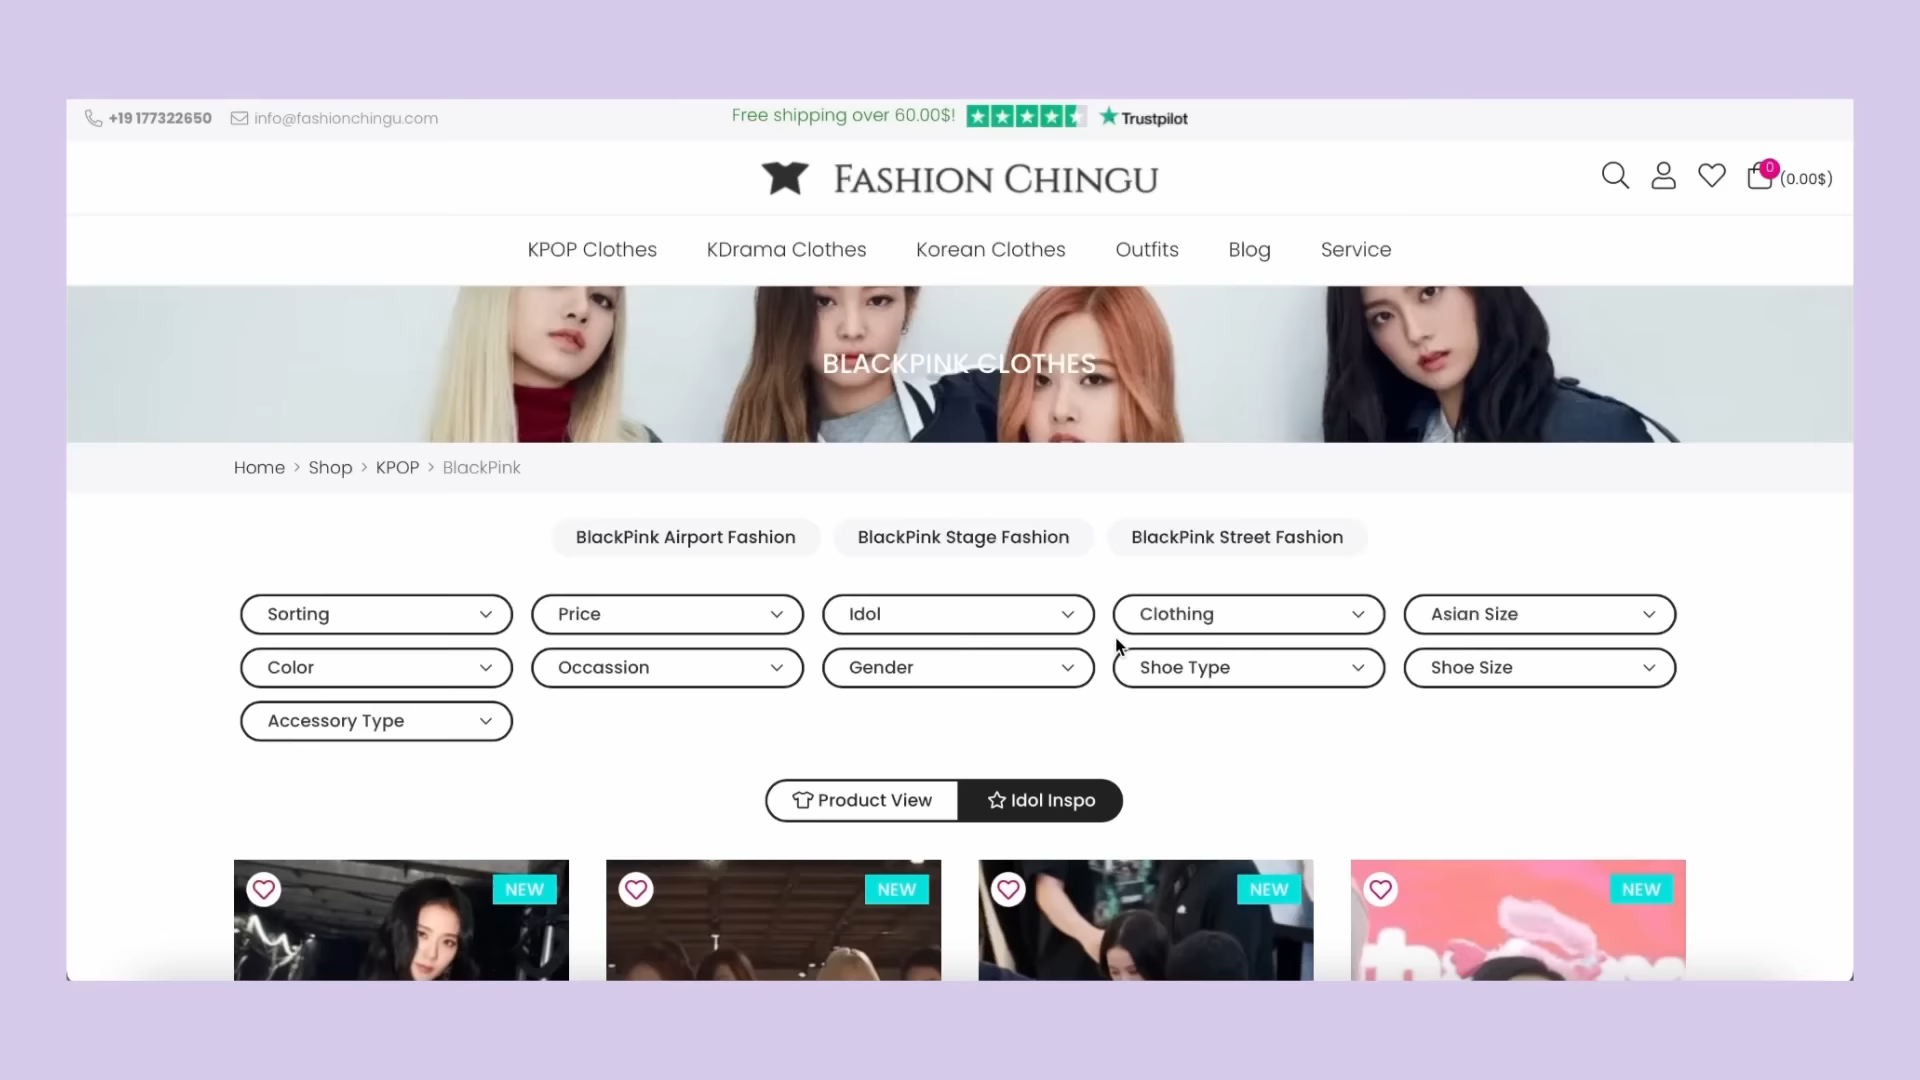 +19 177322650 info@fashionchingu.com Free shipping over 60.00$! Trustpilot
FASHION CHINGU
0
(0.00$)
KPOP Clothes KDrama Clothes Korean Clothes Outfits Blog Service
BLACKPINK CLOTHES
Home > Shop > KPOP > BlackPink
BlackPink Airport Fashion BlackPink Stage Fashion BlackPink Street Fashion
Sorting Price Idol Clothing Asian Size
Color Occassion Gender Shoe Type Shoe Size
Accessory Type
Product View Idol Inspo
NEW NEW NEW NEW